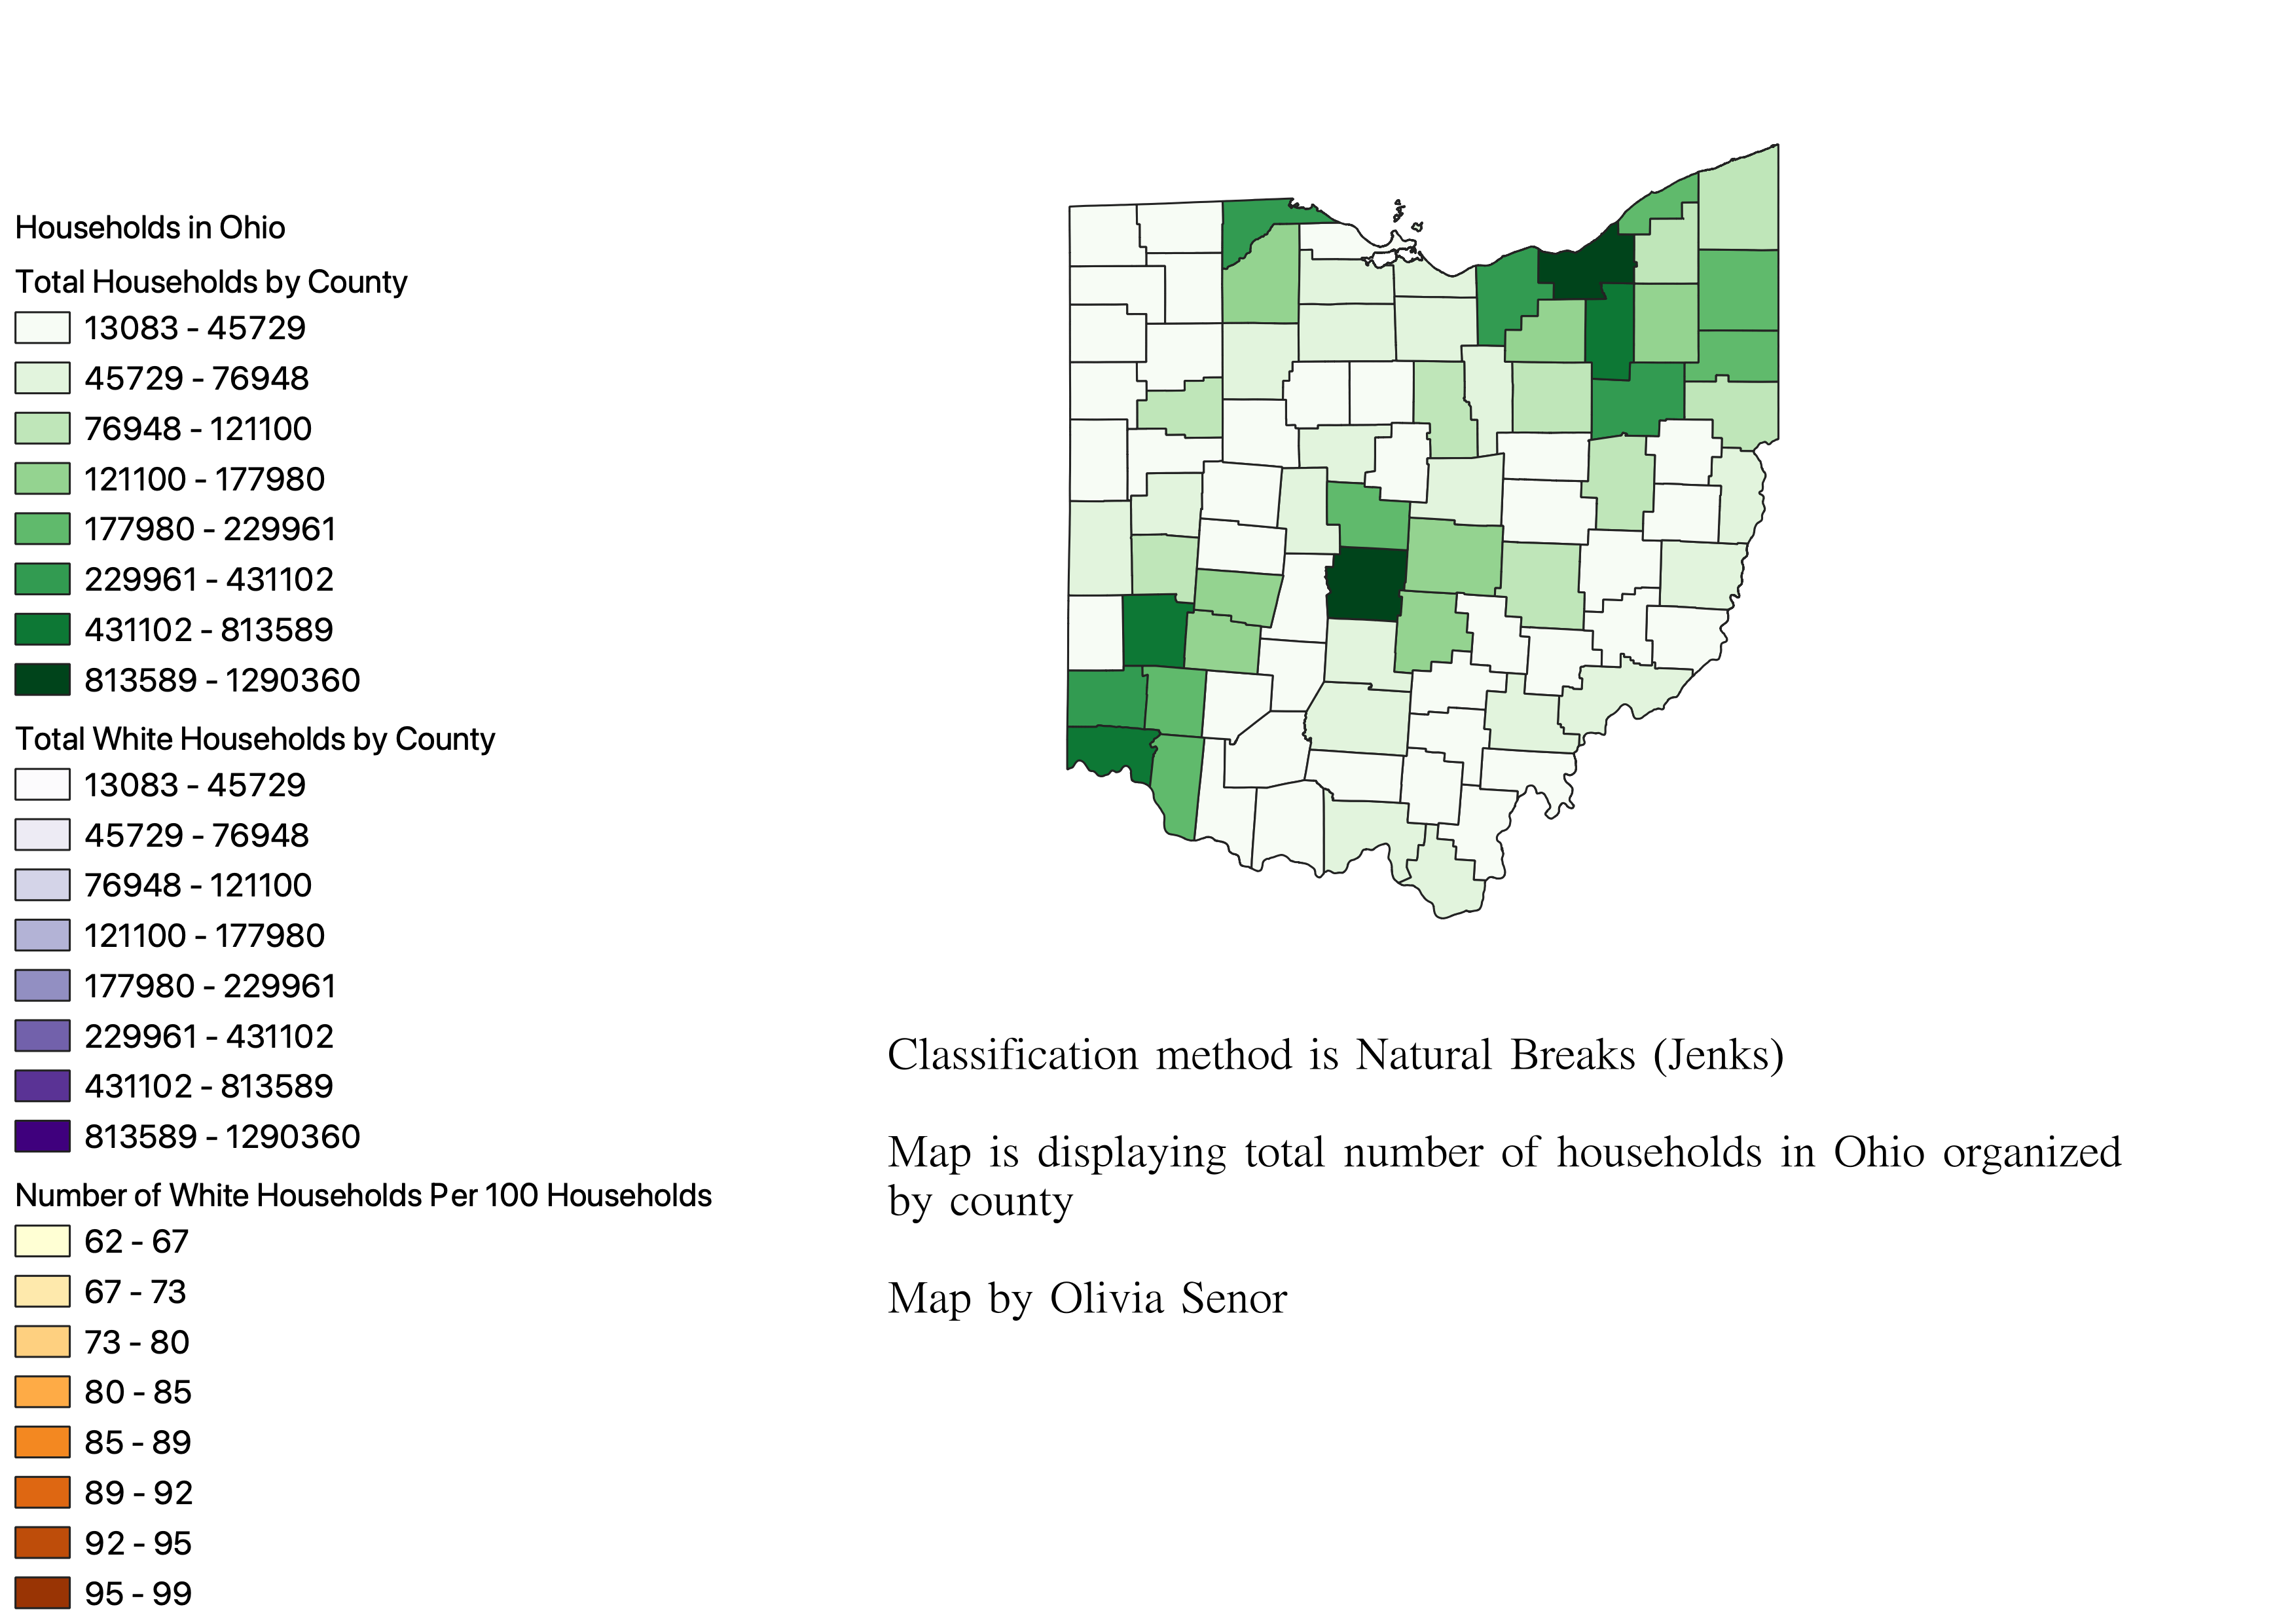 Households in Ohio
Total Households by County
13083 - 45729
45729 - 76948
76948 - 121100
121100 - 177980
177980 - 229961
229961 - 431102
431102 - 813589
813589 - 1290360
Total White Households by County
13083 - 45729
45729 - 76948
76948 - 121100
121100 - 177980
177980 - 229961
229961 - 431102
431102 - 813589
813589 - 1290360
Number of White Households Per 100 Households
62 - 67
67 - 73
73 - 80
80 - 85
85 - 89
89 - 92
92 - 95
95 - 99
Classification method is Natural Breaks (Jenks)
Map is displaying total number of households in Ohio organized
by county
Map by Olivia Senor